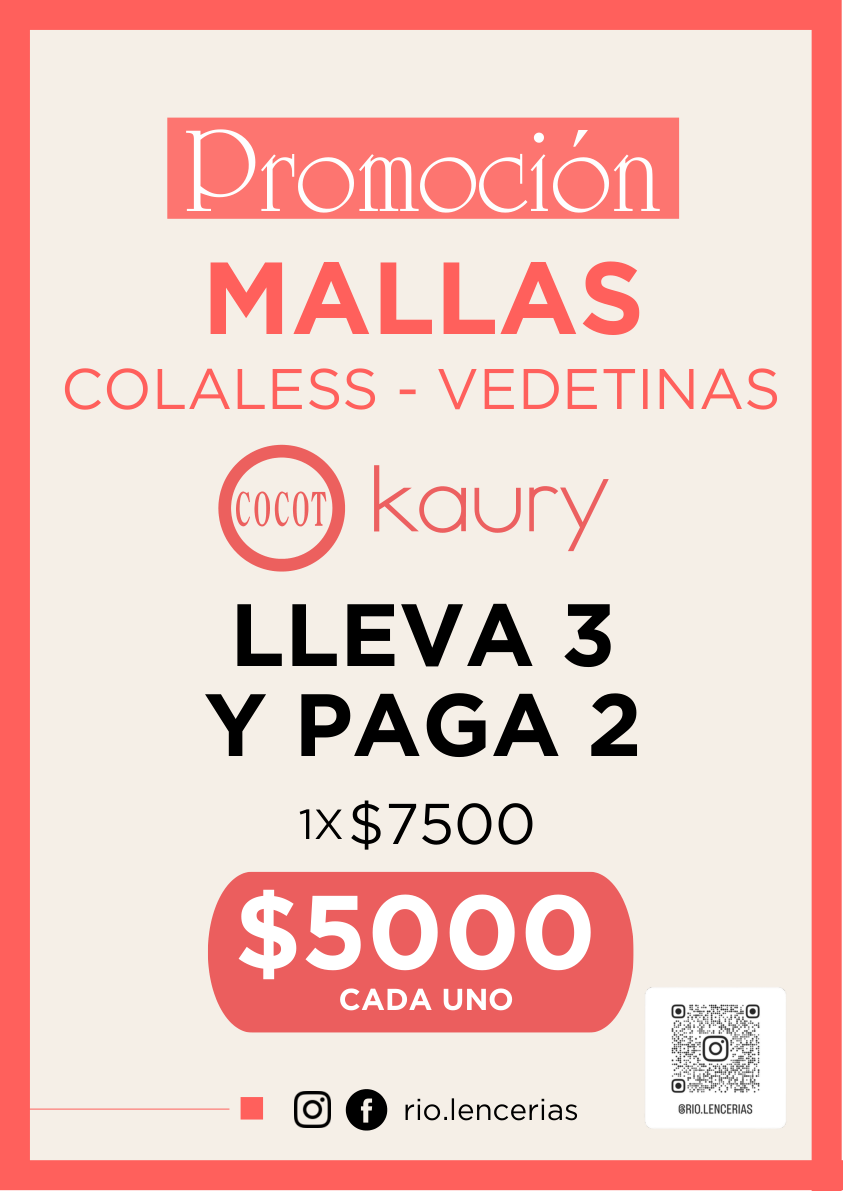 Promoción
MALLAS
COLALESS - VEDETINAS
COCOT kaury
LLEVA 3
Y PAGA 2
1X $7500
$5000
CADA UNO
@RIO.LENCERIAS
rio.lencerias